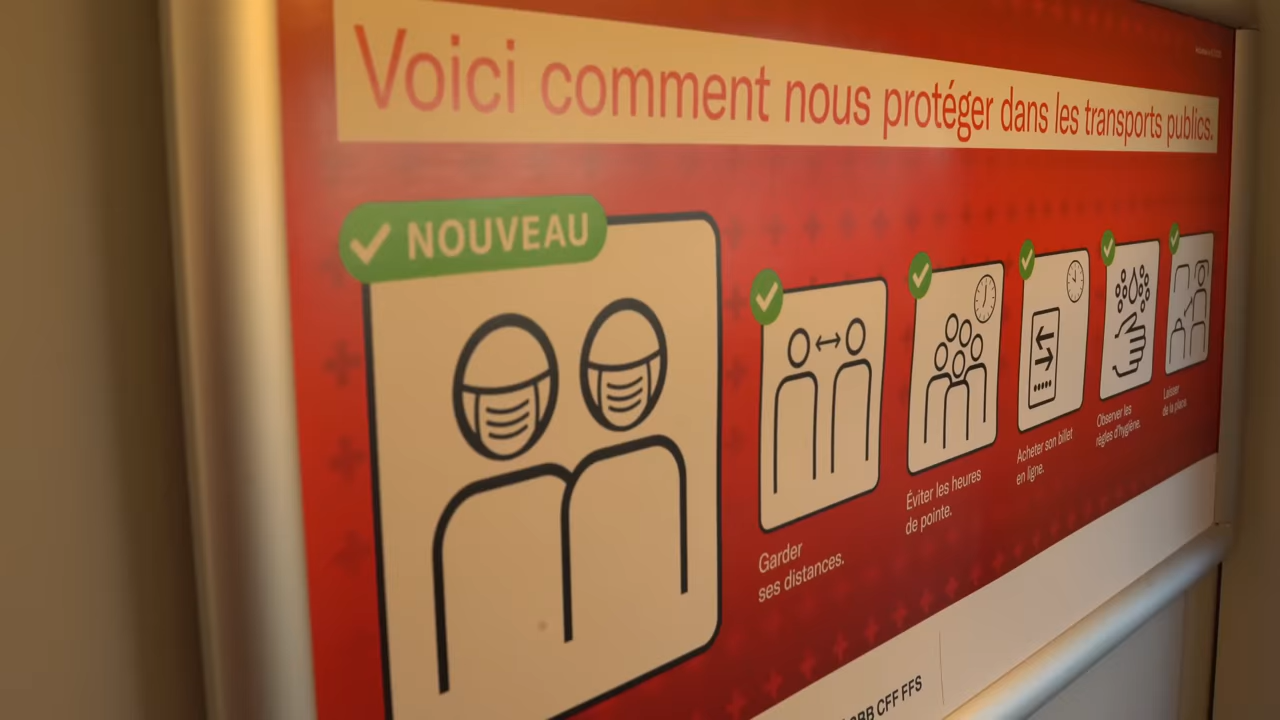 Voici comment nous protéger dans les transports publics.
NOUVEAU
Garder
ses distances.
Éviter les heures
de pointe.
Acheter son billet
en ligne.
Observer les
règles d'hygiène.
Laisser
de la place.
SBB CFF FFS